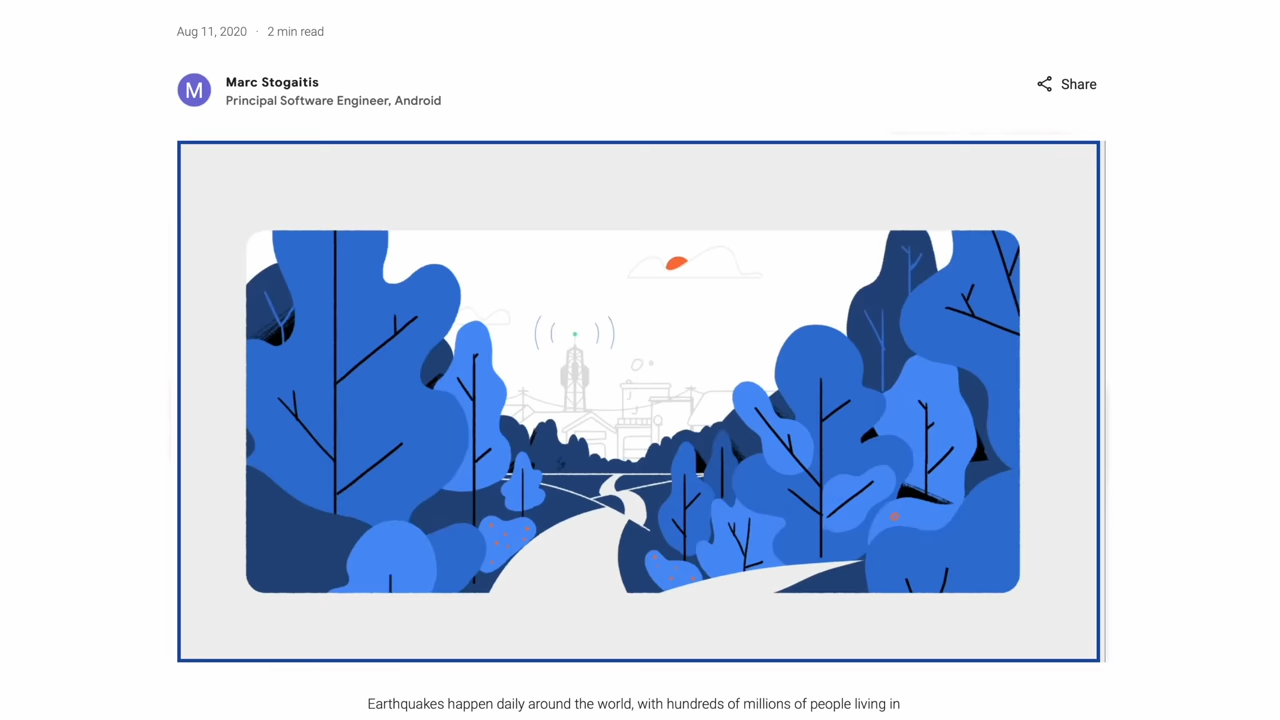 Aug 11, 2020 · 2 min read
M
Marc Stogaitis
Principal Software Engineer, Android
Share
Earthquakes happen daily around the world, with hundreds of millions of people living in